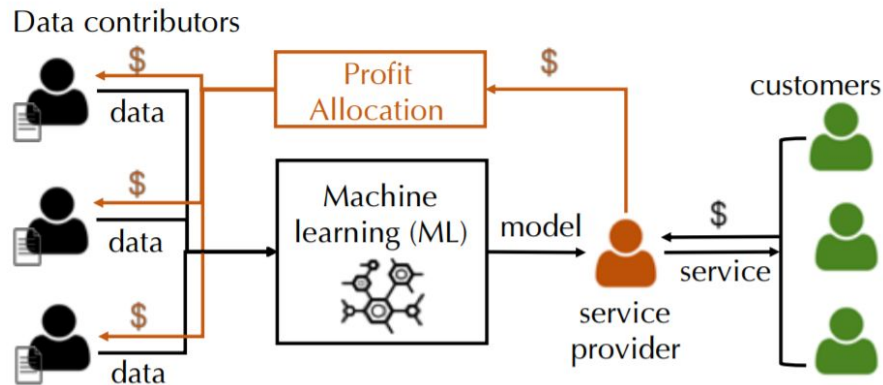 Data contributors
$
data
$
data
$
data
Profit
Allocation
$
Machine
learning (ML)
model
service
provider
$
service
customers